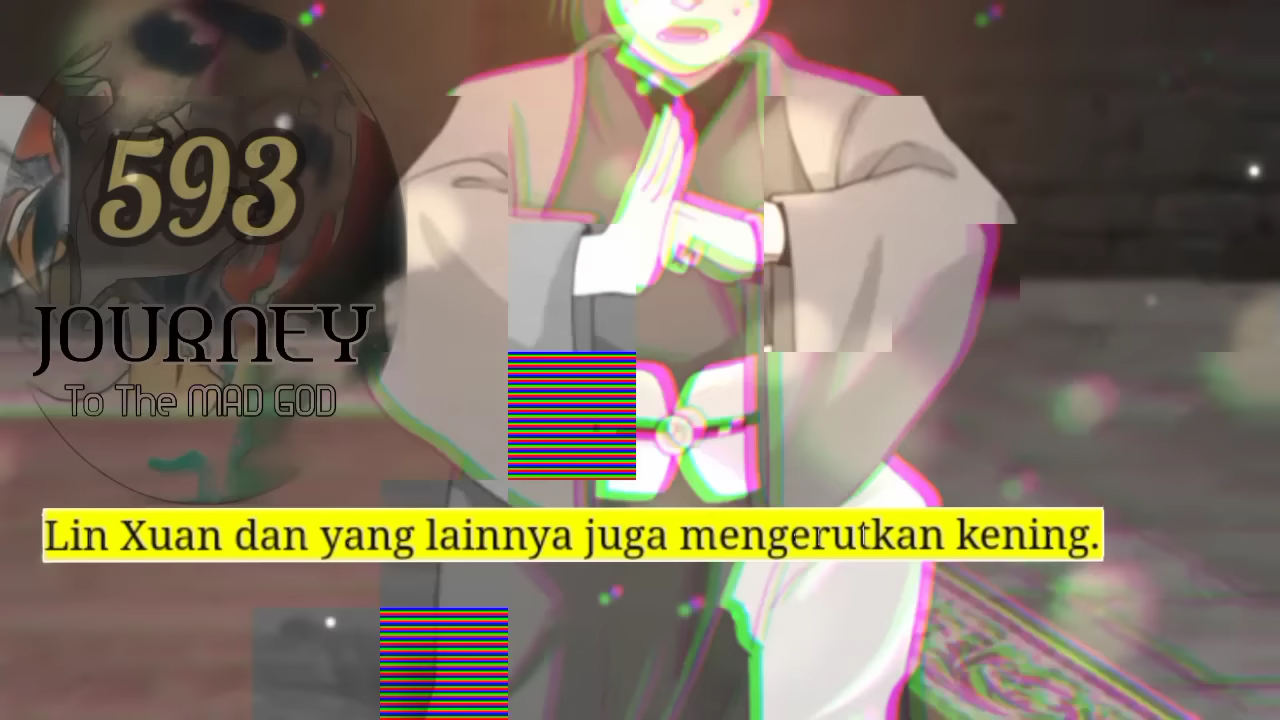 593
JOURNEY
To The MAD GOD
Lin Xuan dan yang lainnya juga mengerutkan kening.